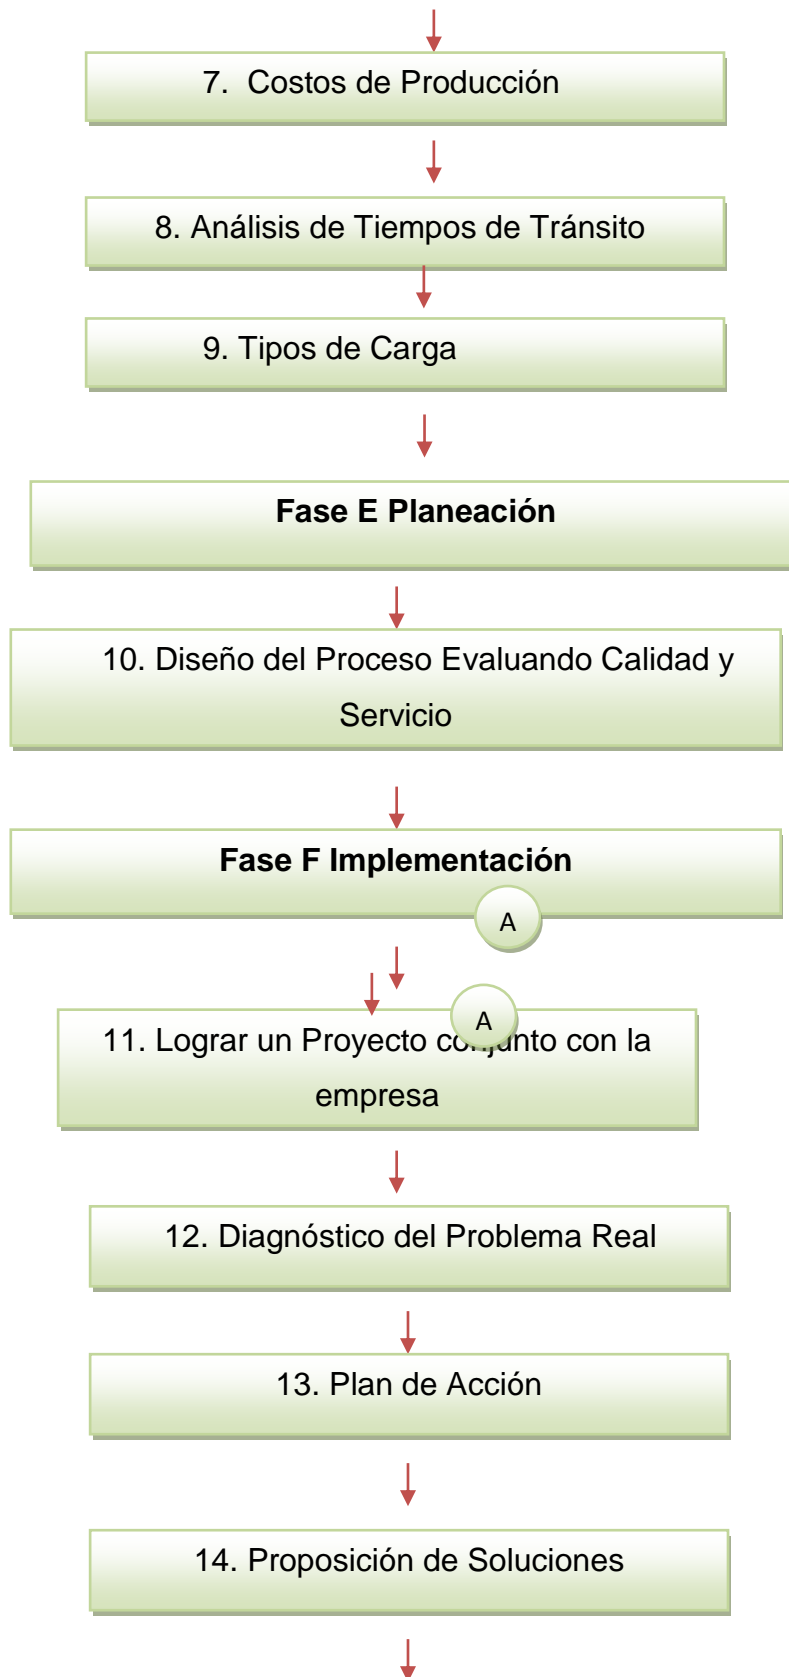 7. Costos de Producción
8. Análisis de Tiempos de Tránsito
9. Tipos de Carga
Fase E Planeación
10. Diseño del Proceso Evaluando Calidad y
Servicio
Fase F Implementación
A
A
11. Lograr un Proyecto conjunto con la
empresa
12. Diagnóstico del Problema Real
13. Plan de Acción
14. Proposición de Soluciones